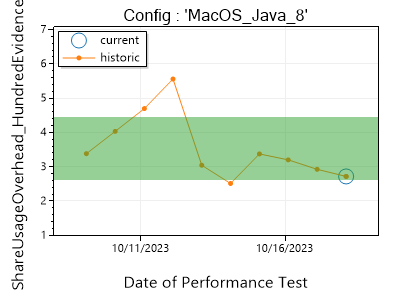 Config : 'MacOS_Java_8'
current
historic
ShareUsageOverhead_HundredEvidence
7
6
5
4
3
2
1
10/11/2023
10/16/2023
Date of Performance Test